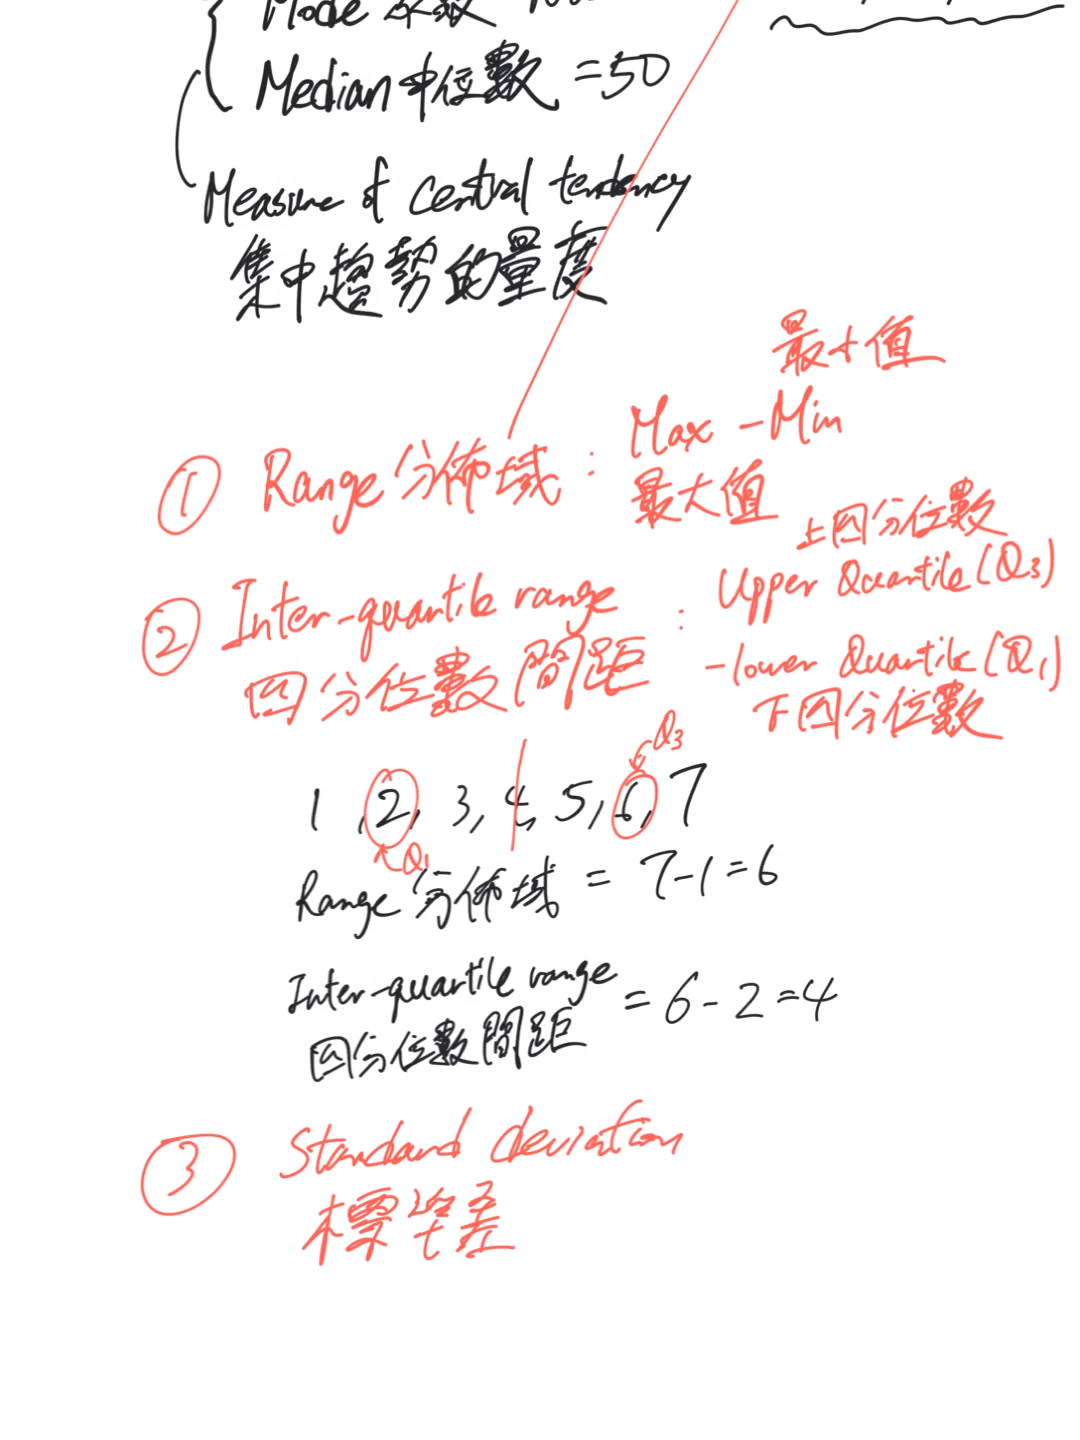 Mode 眾數
Median 中位數 = 50
Measure of central tendency
集中趨勢的量度
最小值
① Range 分佈域 : Max - Min
最大值
上四分位數
② Inter-quartile range : Upper Quartile (Q3)
四分位數間距 - lower Quartile (Q1)
下四分位數
Q3
1, 2, 3, 4, 5, 6, 7
Q1
Range 分佈域 = 7-1=6
Inter-quartile range = 6-2=4
四分位數間距
③ Standard deviation
標準差